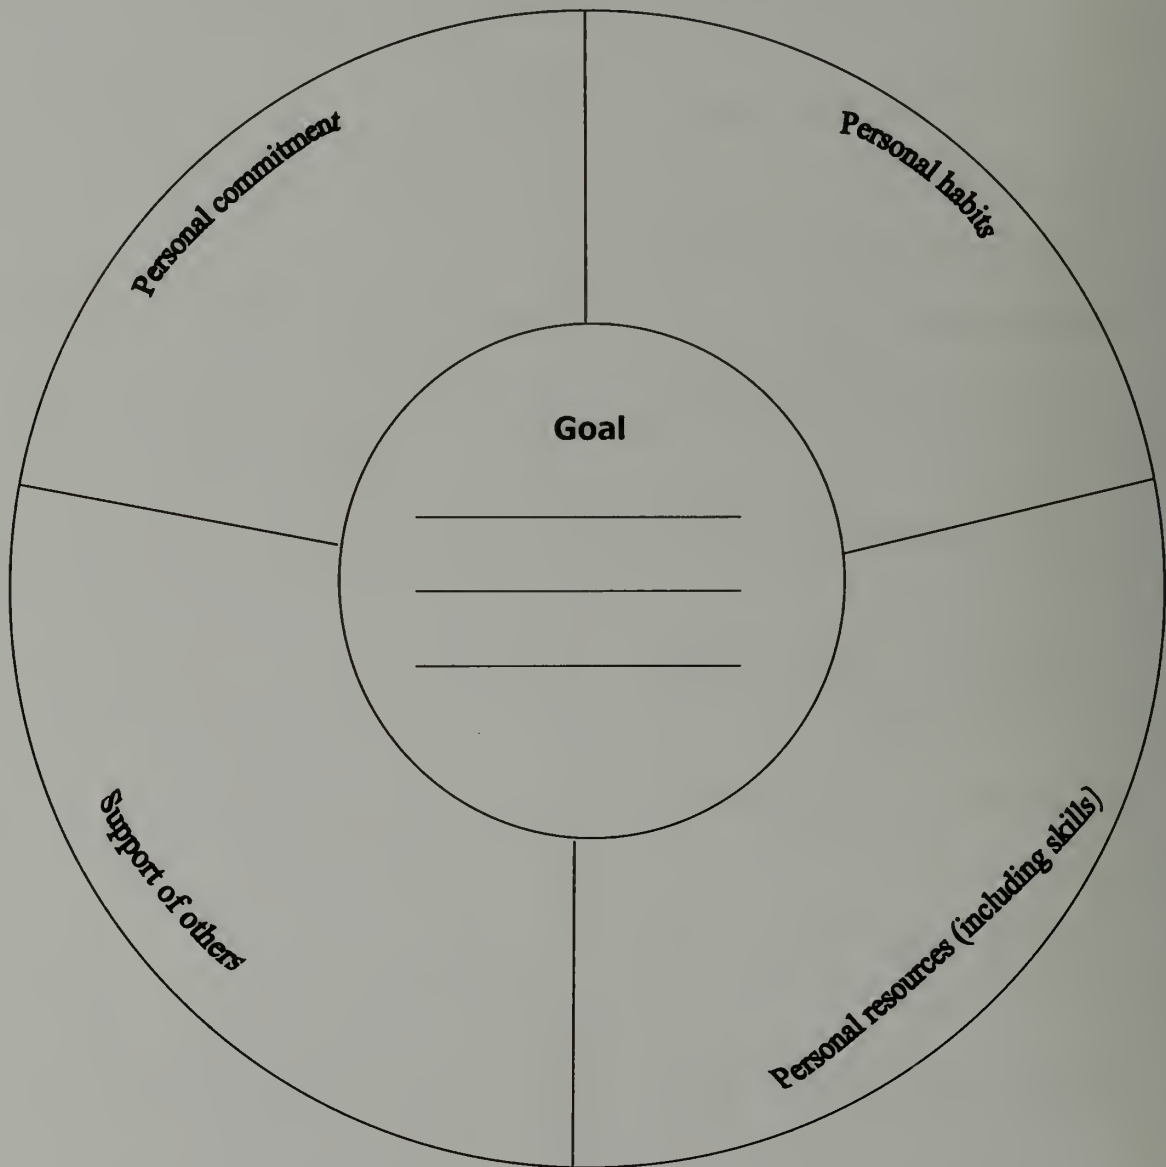 Personal commitment
Personal habits
Goal
Support of others
Personal resources (including skills)